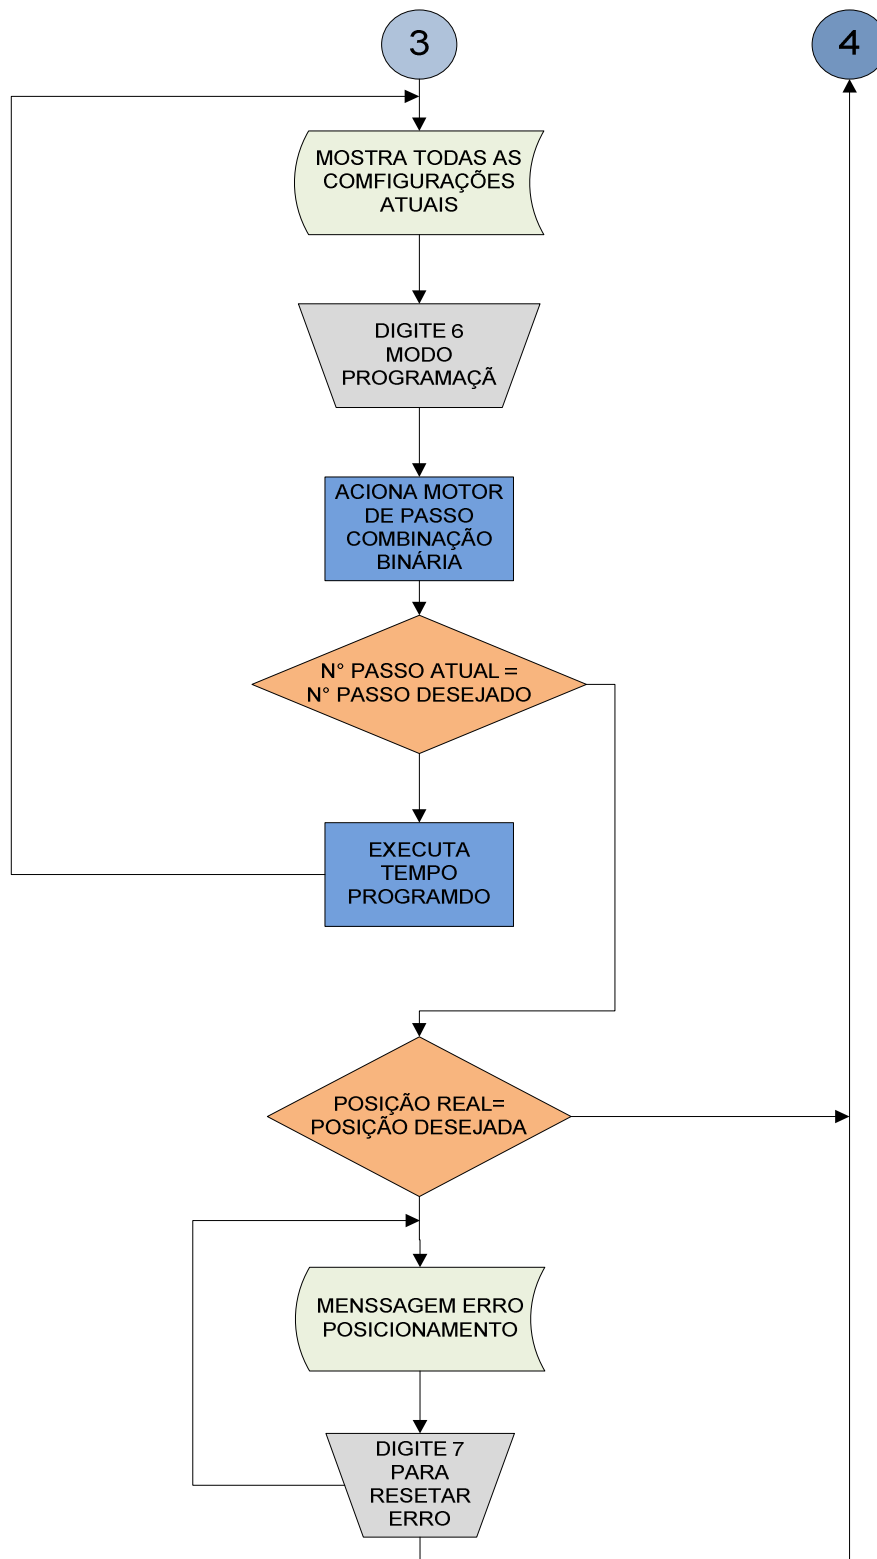 3
4
MOSTRA TODAS AS
COMFIGURAÇÕES
ATUAIS
DIGITE 6
MODO
PROGRAMAÇÃ
ACIONA MOTOR
DE PASSO
COMBINAÇÃO
BINÁRIA
N° PASSO ATUAL =
N° PASSO DESEJADO
EXECUTA
TEMPO
PROGRAMDO
POSIÇÃO REAL=
POSIÇÃO DESEJADA
MENSSAGEM ERRO
POSICIONAMENTO
DIGITE 7
PARA
RESETAR
ERRO